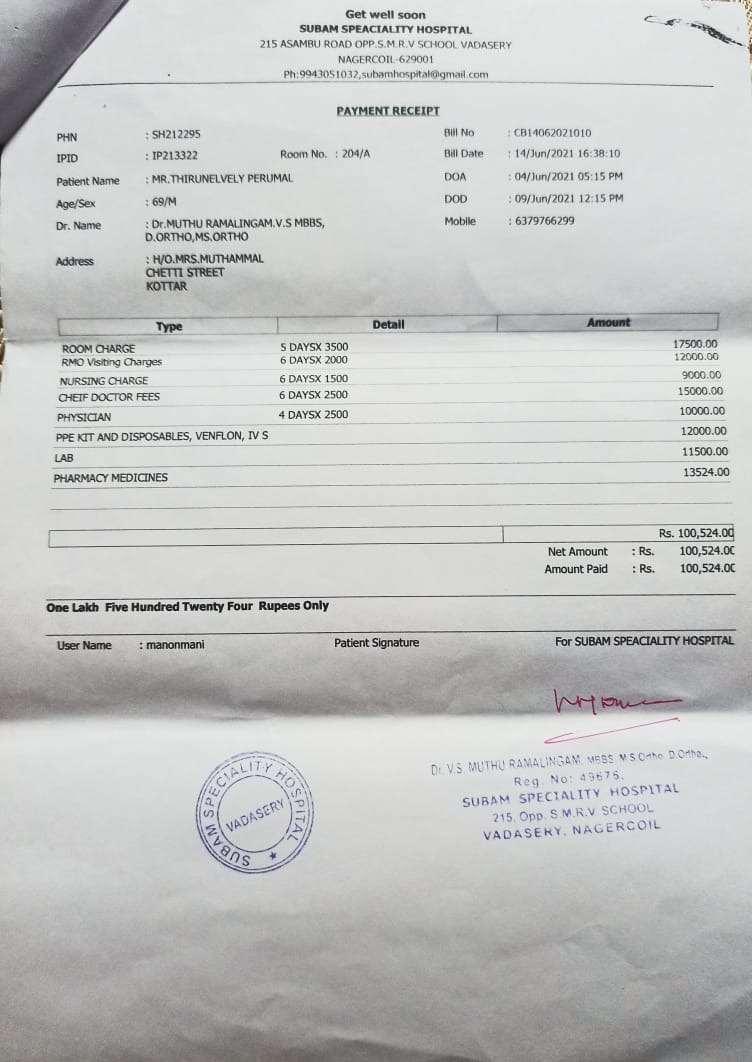 Get well soon
SUBAM SPEACIALITY HOSPITAL
215 ASAMBU ROAD OPP.S.M.R.V SCHOOL VADASERY
NAGERCOIL-629001
Ph:9943051032,subamhospital@gmail.com
PAYMENT RECEIPT
PHN : SH212295 Bill No : CB14062021010
IPID : IP213322 Room No. : 204/A Bill Date : 14/Jun/2021 16:38:10
Patient Name : MR.THIRUNELVELY PERUMAL DOA : 04/Jun/2021 05:15 PM
Age/Sex : 69/M DOD : 09/Jun/2021 12:15 PM
Dr. Name : Dr.MUTHU RAMALINGAM.V.S MBBS, Mobile : 6379766299
D.ORTHO,MS.ORTHO
Address : H/O.MRS.MUTHAMMAL
CHETTI STREET
KOTTAR
Type Detail Amount
ROOM CHARGE 5 DAYSX 3500 17500.00
RMO Visiting Charges 6 DAYSX 2000 12000.00
NURSING CHARGE 6 DAYSX 1500 9000.00
CHEIF DOCTOR FEES 6 DAYSX 2500 15000.00
PHYSICIAN 4 DAYSX 2500 10000.00
PPE KIT AND DISPOSABLES, VENFLON, IV S 12000.00
LAB 11500.00
PHARMACY MEDICINES 13524.00
Rs. 100,524.00
Net Amount : Rs. 100,524.00
Amount Paid : Rs. 100,524.00
One Lakh Five Hundred Twenty Four Rupees Only
User Name : manonmani Patient Signature For SUBAM SPEACIALITY HOSPITAL
SUBAM SPECIALITY HOSPITAL
VADASERY
Dr. V.S. MUTHU RAMALINGAM, MBBS. M.S.Ortho. D.Ortho.,
Reg. No: 49675,
SUBAM SPECIALITY HOSPITAL
215, Opp. S.M.R.V SCHOOL
VADASERY, NAGERCOIL